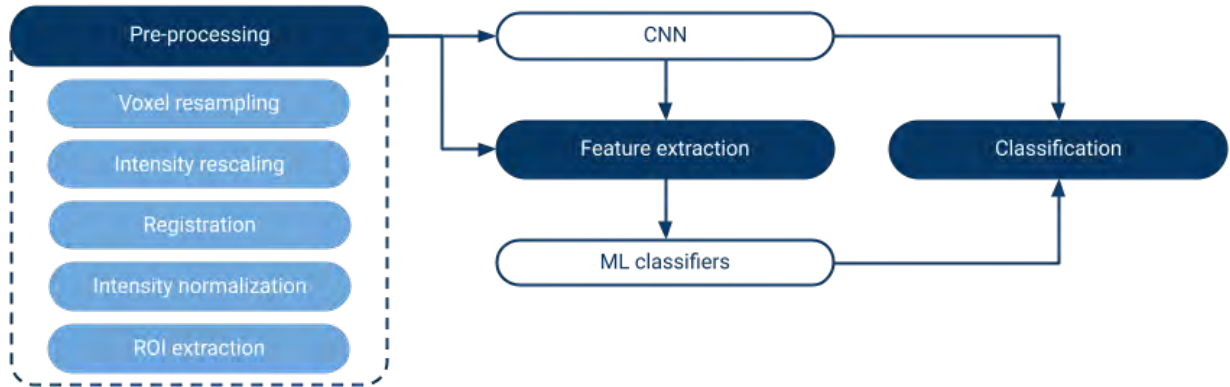 Pre-processing
Voxel resampling
Intensity rescaling
Registration
Intensity normalization
ROI extraction
CNN
Feature extraction
ML classifiers
Classification